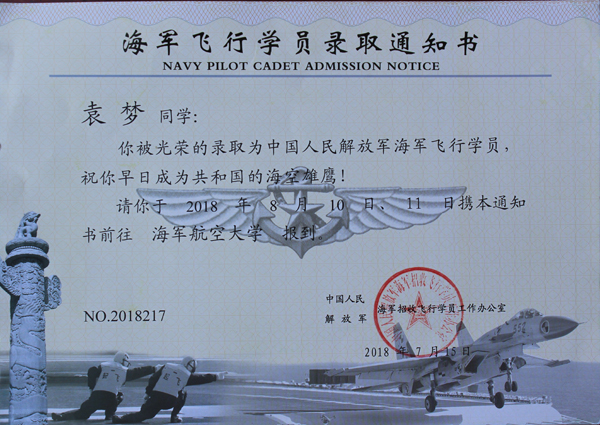 海军飞行学员录取通知书
NAVY PILOT CADET ADMISSION NOTICE
袁梦 同学:
你被光荣的录取为中国人民解放军海军飞行学员,
祝你早日成为共和国的海空雄鹰!
请你于 2018 年 8 月 10 日、 11 日携本通知
书前往 海军航空大学 报到。
中国人民
解放军 海军招收飞行学员工作办公室
NO.2018217
2018 年 7 月 15 日